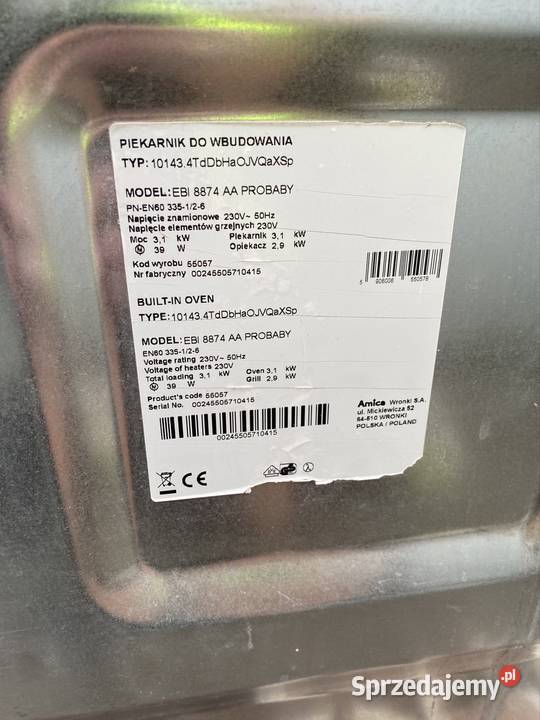 PIEKARNIK DO WBUDOWANIA
TYP: 10143.4TdDbHaOJVQaXSp
MODEL: EBI 8874 AA PROBABY
PN-EN60 335-1/2-6
Napięcie znamionowe 230V~ 50Hz
Napięcie elementów grzejnych 230V
Moc 3,1 kW Piekarnik 3,1 kW
M 39 W Opiekacz 2,9 kW
Kod wyrobu 55057
Nr fabryczny 00245505710415
5 906006 550578
BUILT-IN OVEN
TYPE: 10143.4TdDbHaOJVQaXSp
MODEL: EBI 8874 AA PROBABY
EN60 335-1/2-6
Voltage rating 230V~ 50Hz
Voltage of heaters 230V
Total loading 3,1 kW Oven 3,1 kW
M 39 W Grill 2,9 kW
Product's code 55057
Serial No. 00245505710415
00245505710415
Amica Wronki S.A.
ul. Mickiewicza 52
64-510 WRONKI
POLSKA / POLAND
CE
Sprzedajemy.pl